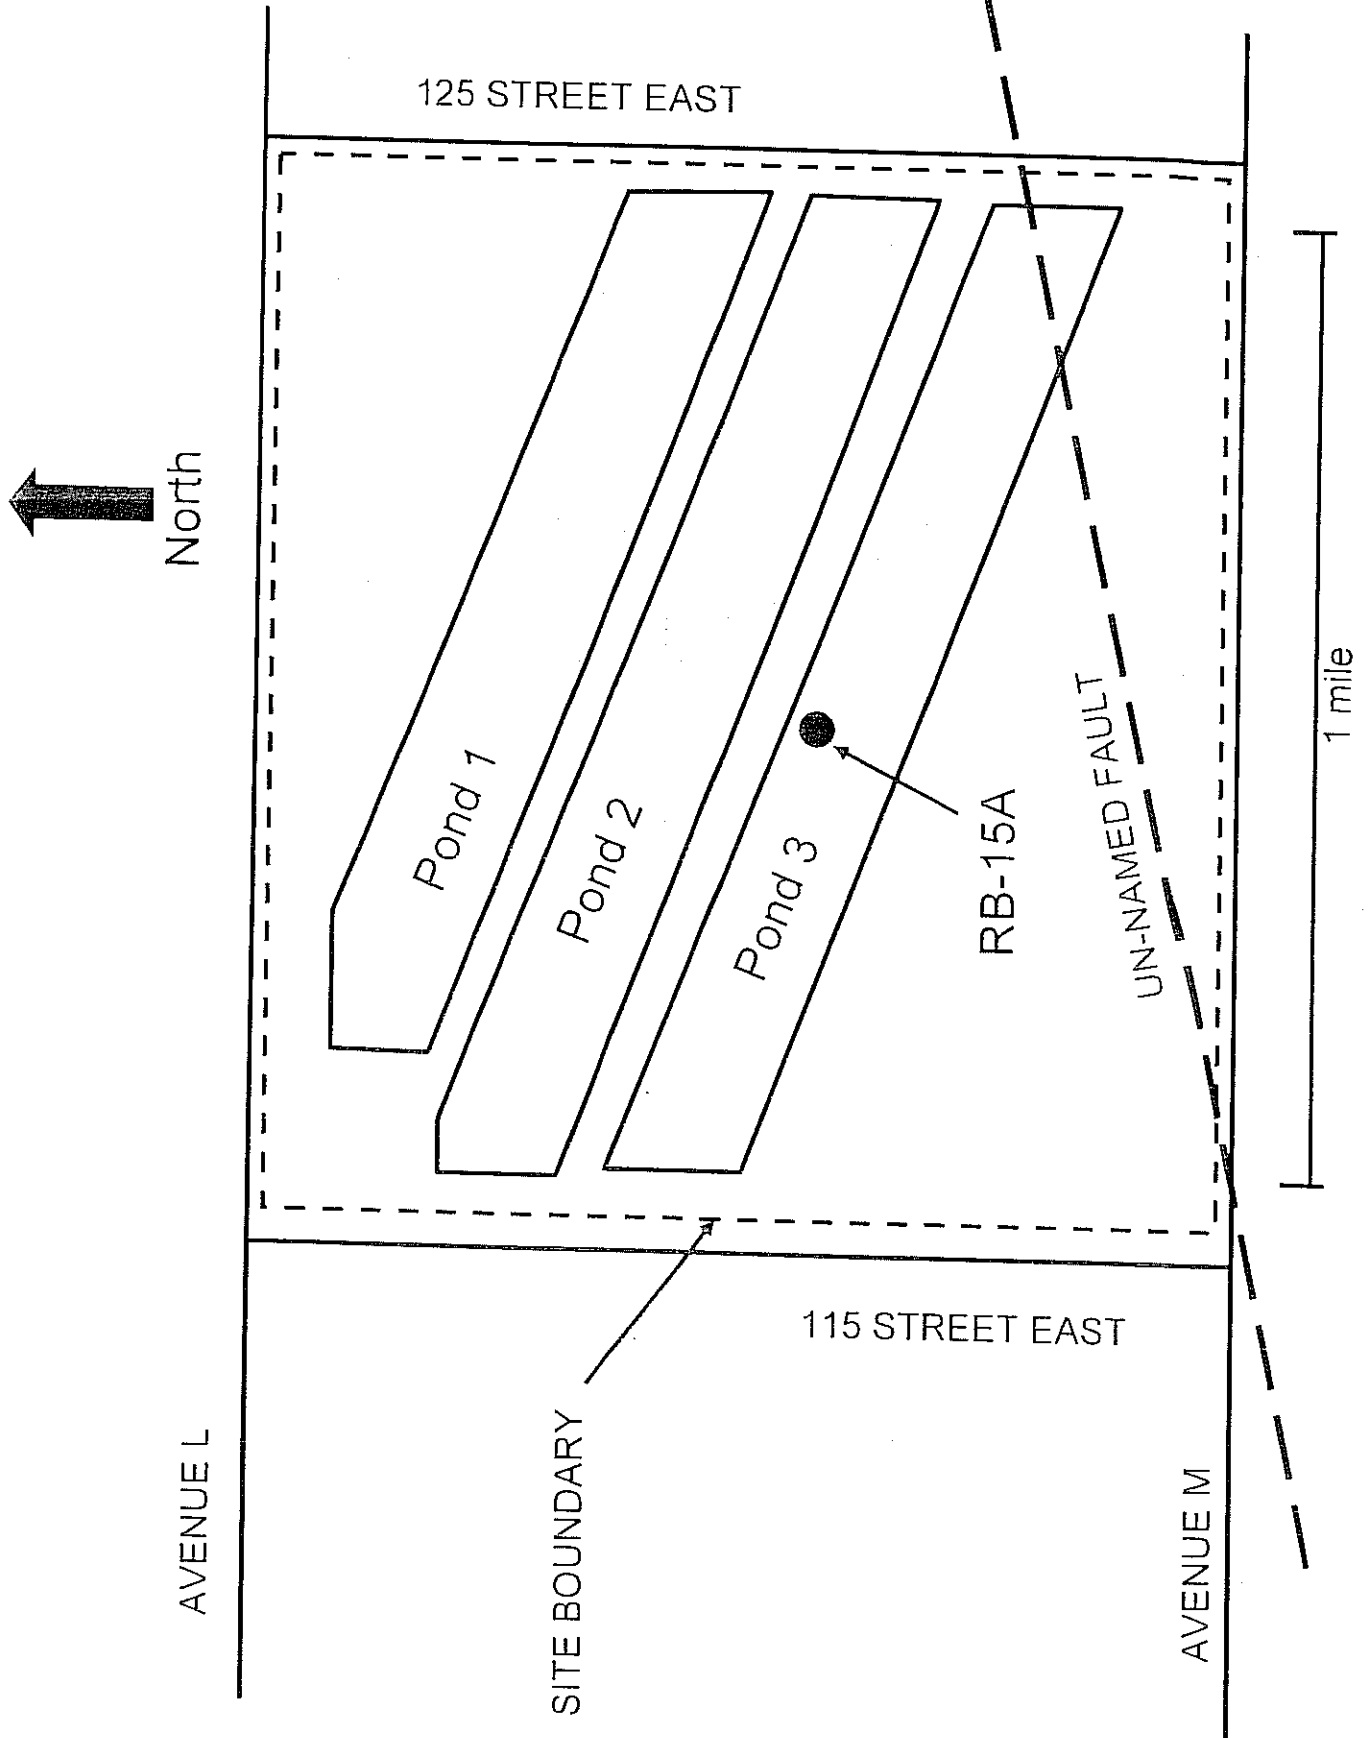 125 STREET EAST
North
Pond 1
Pond 2
Pond 3
RB-15A
UN-NAMED FAULT
1 mile
115 STREET EAST
AVENUE L
SITE BOUNDARY
AVENUE M